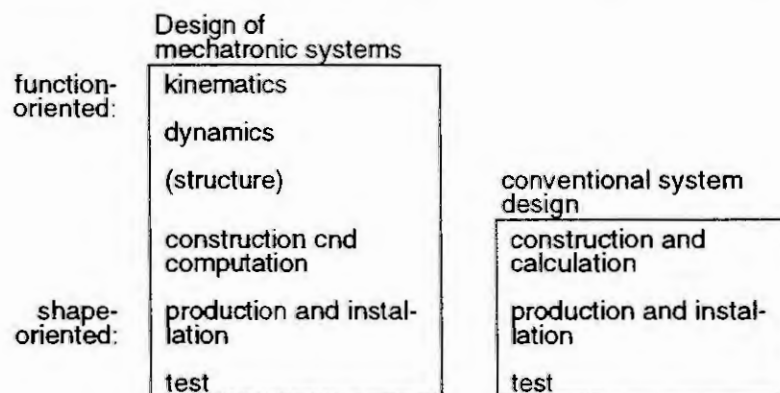 Design of
mechatronic systems
function-
oriented:
kinematics
dynamics
(structure)
construction cnd
computation
shape-
oriented:
production and instal-
lation
test
conventional system
design
construction and
calculation
production and instal-
lation
test